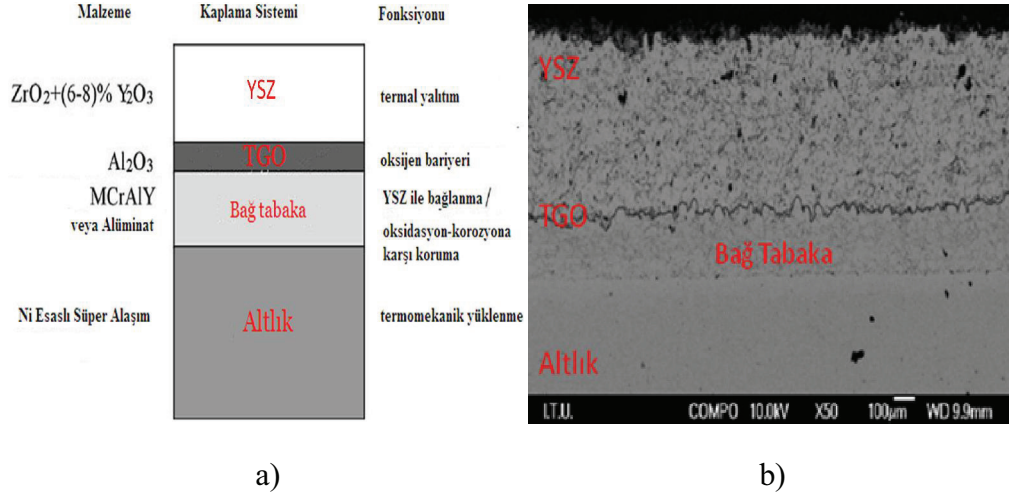 Malzeme Kaplama Sistemi Fonksiyonu
ZrO2+(6-8)% Y2O3 YSZ termal yalıtım
Al2O3 TGO oksijen bariyeri
MCrAlY
veya Alüminat
Bağ tabaka
YSZ ile bağlanma /
oksidasyon-korozyona
karşı koruma
Ni Esaslı Süper Alaşım Altlık termomekanik yüklenme
a)
YSZ
TGO
Bağ Tabaka
Altlık
I.T.U. COMPO 10.0kV X50 100µm WD 9.9mm
b)